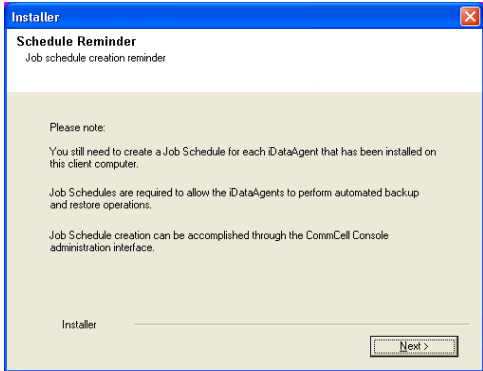 Installer
Schedule Reminder
Job schedule creation reminder
Please note:
You still need to create a Job Schedule for each iDataAgent that has been installed on
this client computer.
Job Schedules are required to allow the iDataAgents to perform automated backup
and restore operations.
Job Schedule creation can be accomplished through the CommCell Console
administration interface.
Installer
Next >